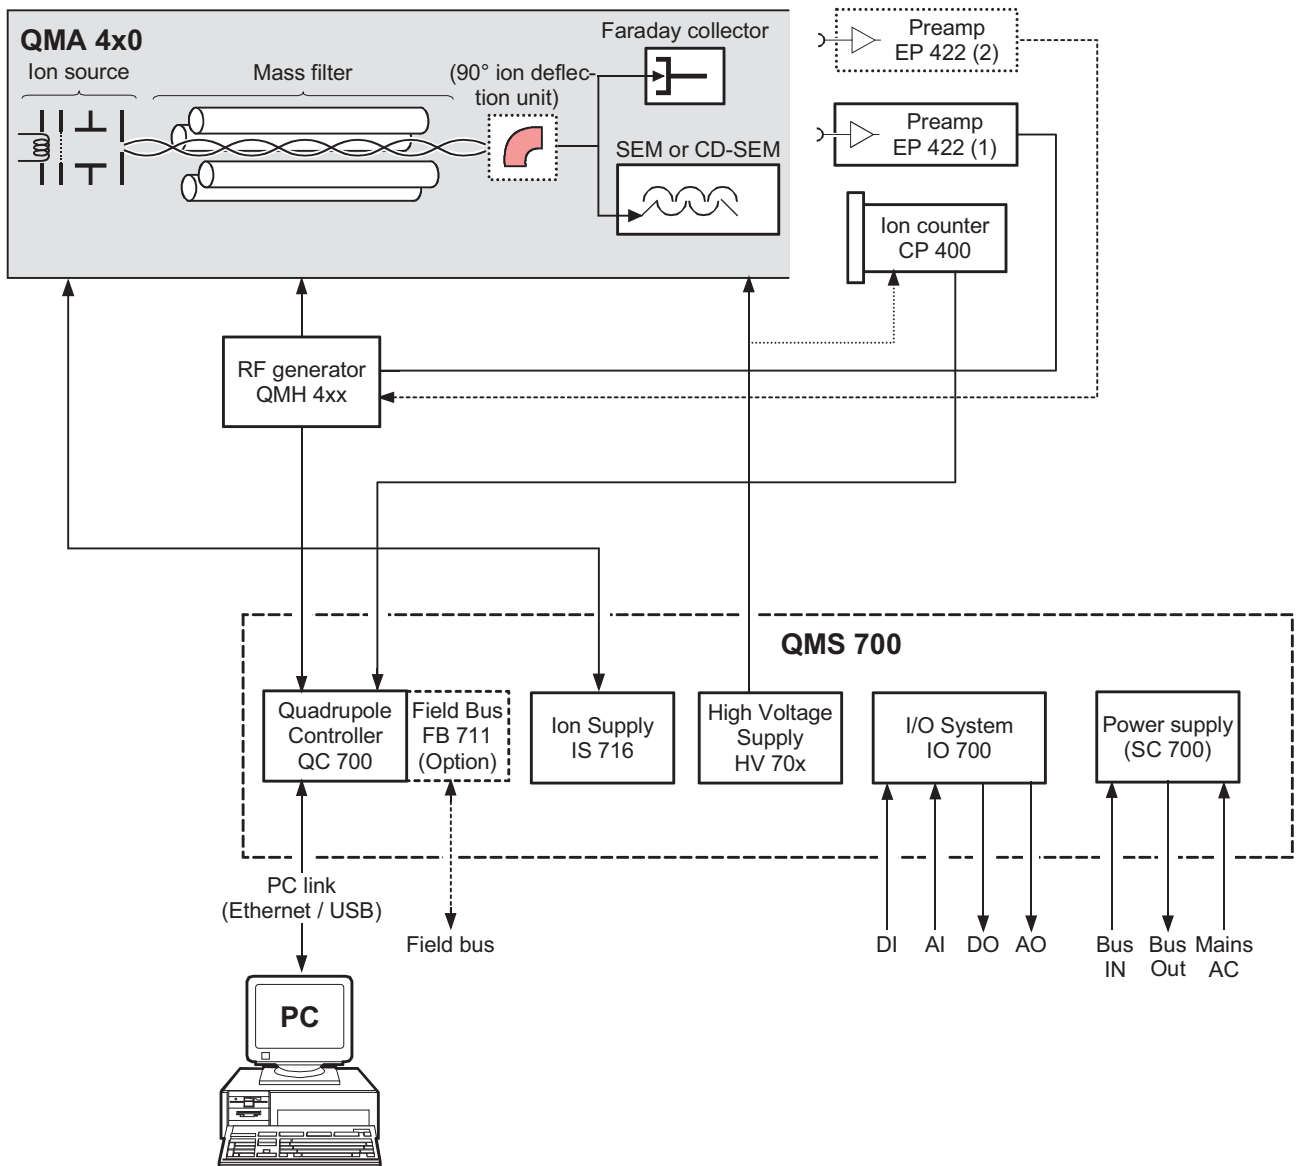 QMA 4x0
Ion source
Mass filter
(90° ion deflec-
tion unit)
Faraday collector
SEM or CD-SEM
Preamp
EP 422 (2)
Preamp
EP 422 (1)
Ion counter
CP 400
RF generator
QMH 4xx
QMS 700
Quadrupole
Controller
QC 700
Field Bus
FB 711
(Option)
Ion Supply
IS 716
High Voltage
Supply
HV 70x
I/O System
IO 700
Power supply
(SC 700)
PC link
(Ethernet / USB)
Field bus
DI
AI
DO
AO
Bus
IN
Bus
Out
Mains
AC
PC